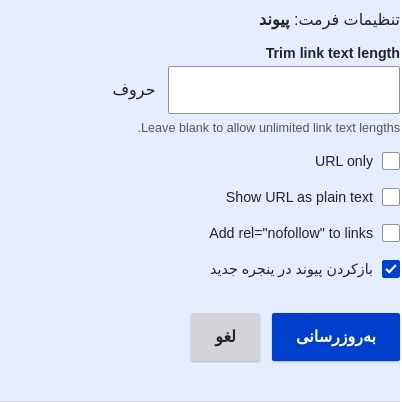 تنظیمات فرمت: پیوند
Trim link text length
حروف
Leave blank to allow unlimited link text lengths.
URL only
Show URL as plain text
Add rel="nofollow" to links
بازکردن پیوند در پنجره جدید
به‌روزرسانی لغو